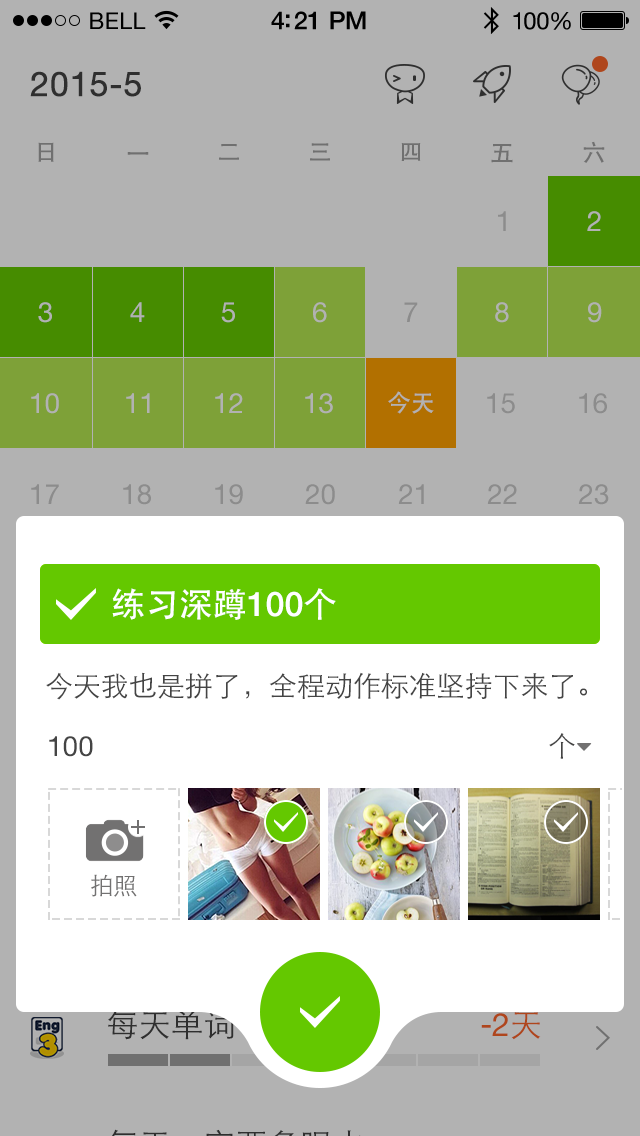 BELL 4:21 PM 100%
2015-5
日 一 二 三 四 五 六
1 2
3 4 5 6 7 8 9
10 11 12 13 今天 15 16
17 18 19 20 21 22 23
练习深蹲100个
今天我也是拼了，全程动作标准坚持下来了。
100 个
拍照
Eng 3 每天单词 -2天